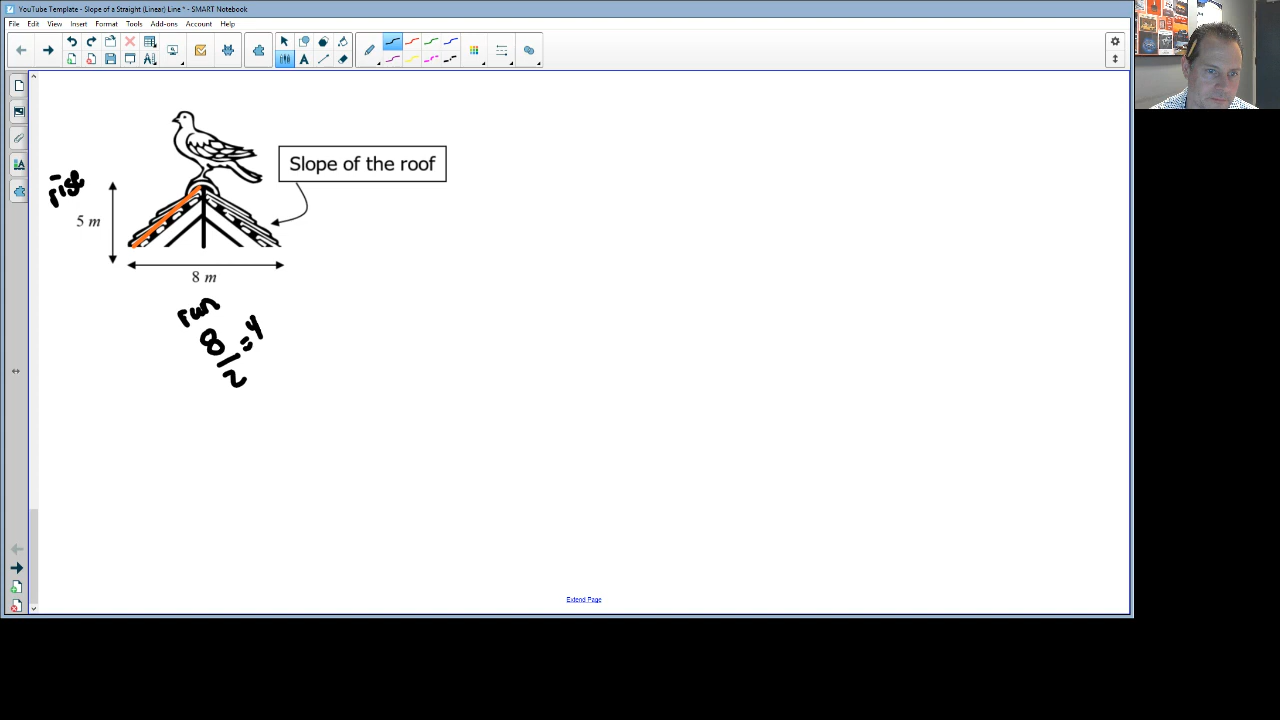 YouTube Template - Slope of a Straight (Linear) Line * - SMART Notebook
File Edit View Insert Format Tools Add-ons Account Help
Slope of the roof
rise
5 m
8 m
run
8/2 = 4
Extend Page